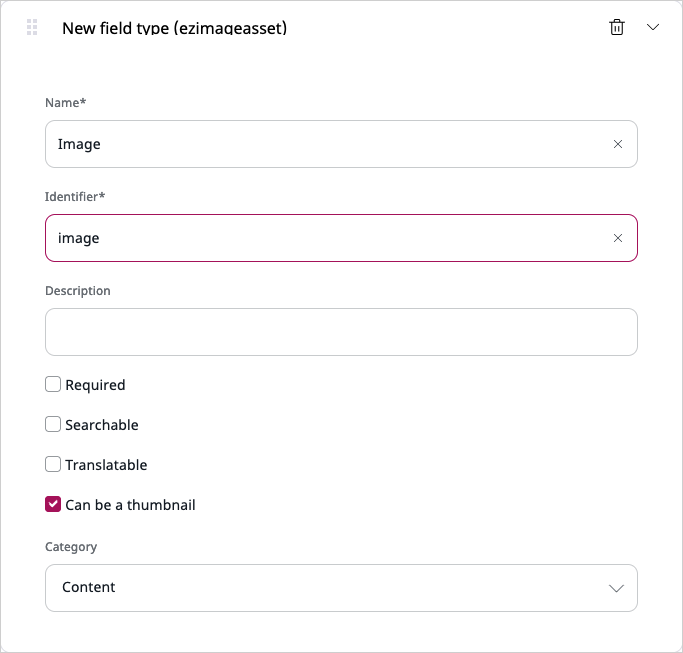 New field type (ezimageasset)
Name*
Image
Identifier*
image
Description
Required
Searchable
Translatable
Can be a thumbnail
Category
Content